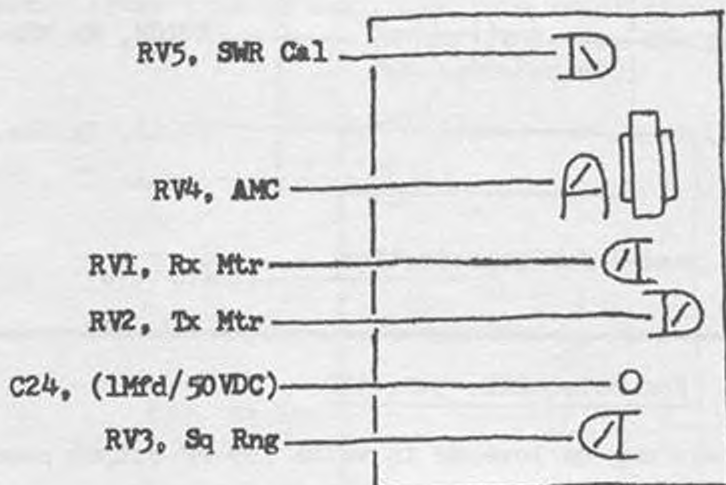 RV5, SWR Cal
RV4, AMC
RV1, Rx Mtr
RV2, Tx Mtr
C24, (1Mfd/50VDC)
RV3, Sq Rng